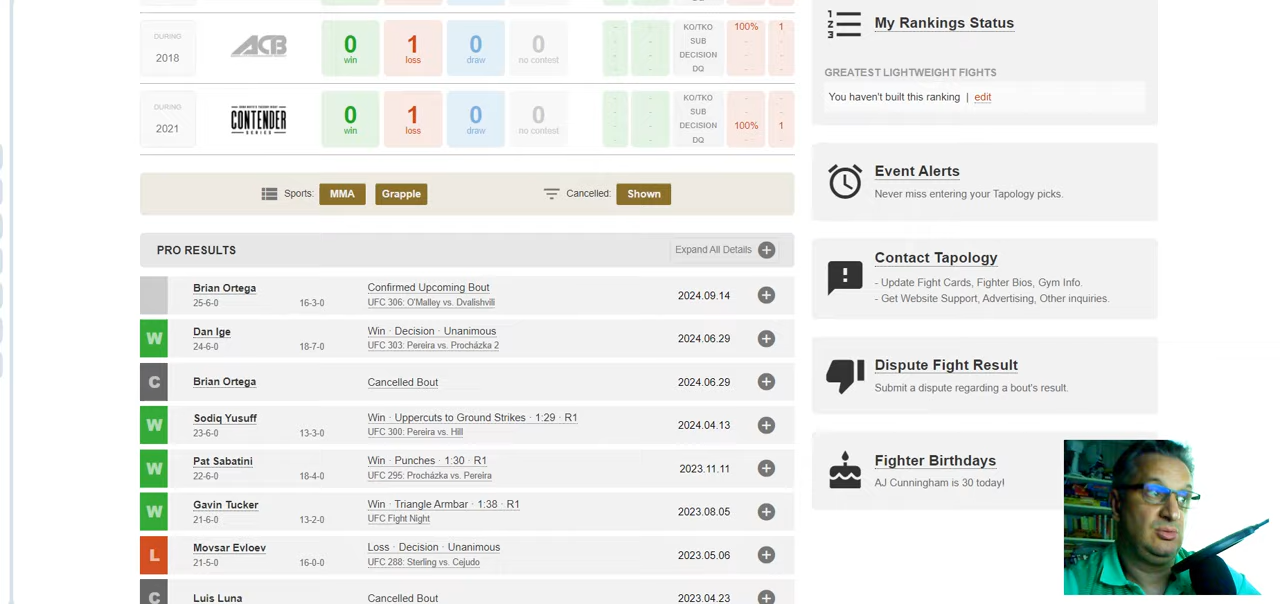 DURING
2018
ACB
0 win
1 loss
0 draw
0 no contest
KO/TKO 100% 1
SUB
DECISION
DQ
DURING
2021
CONTENDER
SERIES
0 win
1 loss
0 draw
0 no contest
KO/TKO
SUB
DECISION 100% 1
DQ
Sports: MMA Grapple Cancelled: Shown
PRO RESULTS Expand All Details
Brian Ortega Confirmed Upcoming Bout 2024.09.14
25-6-0 16-3-0 UFC 306: O'Malley vs. Dvalishvili
W Dan Ige Win · Decision · Unanimous 2024.06.29
24-6-0 18-7-0 UFC 303: Pereira vs. Procházka 2
C Brian Ortega Cancelled Bout 2024.06.29
W Sodiq Yusuff Win · Uppercuts to Ground Strikes · 1:29 · R1 2024.04.13
23-6-0 13-3-0 UFC 300: Pereira vs. Hill
W Pat Sabatini Win · Punches · 1:30 · R1 2023.11.11
22-6-0 18-4-0 UFC 295: Procházka vs. Pereira
W Gavin Tucker Win · Triangle Armbar · 1:38 · R1 2023.08.05
21-6-0 13-2-0 UFC Fight Night
L Movsar Evloev Loss · Decision · Unanimous 2023.05.06
21-5-0 16-0-0 UFC 288: Sterling vs. Cejudo
C Luis Luna Cancelled Bout 2023.04.23
My Rankings Status
GREATEST LIGHTWEIGHT FIGHTS
You haven't built this ranking | edit
Event Alerts
Never miss entering your Tapology picks.
Contact Tapology
- Update Fight Cards, Fighter Bios, Gym Info.
- Get Website Support, Advertising, Other inquiries.
Dispute Fight Result
Submit a dispute regarding a bout's result.
Fighter Birthdays
AJ Cunningham is 30 today!